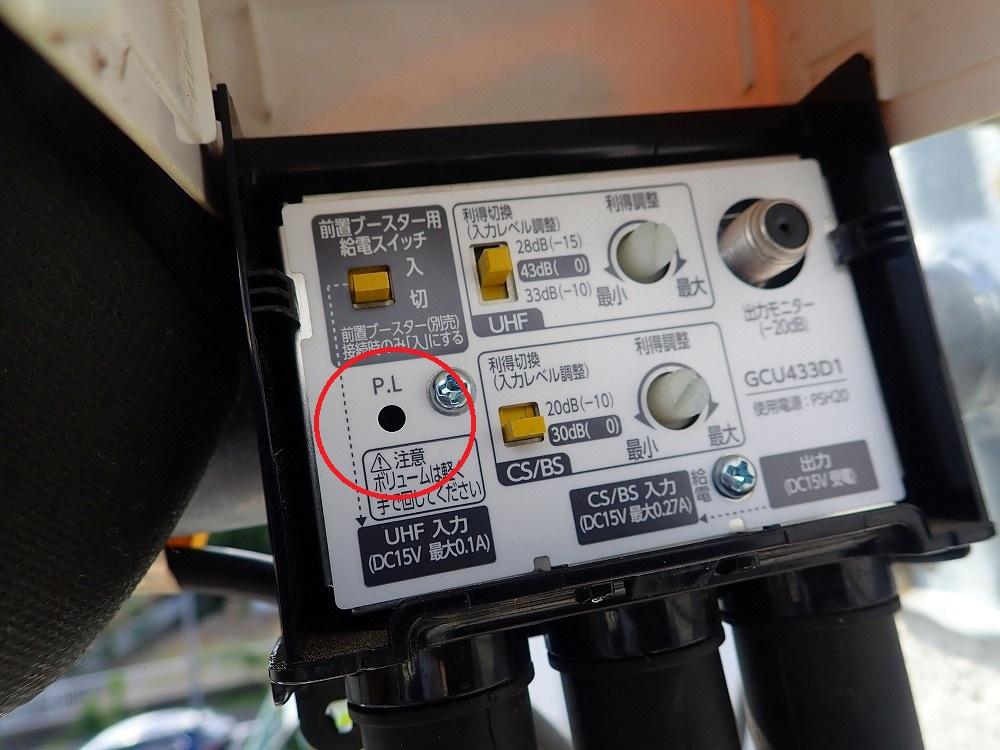 前置ブースター用
給電スイッチ
入
切
前置ブースター(別売)
接続時のみ[入]にする
利得切換
(入力レベル調整)
28dB(-15)
43dB( 0)
33dB(-10)
UHF
利得調整
最小
最大
出力モニター
(-20dB)
P.L
注意
ボリュームは軽く
手で回してください
利得切換
(入力レベル調整)
20dB(-10)
30dB( 0)
CS/BS
利得調整
最小
最大
GCU433D1
使用電源:PSH20
UHF 入力
(DC15V 最大0.1A)
CS/BS 入力
(DC15V 最大0.27A)
給電
出力
(DC15V 受電)